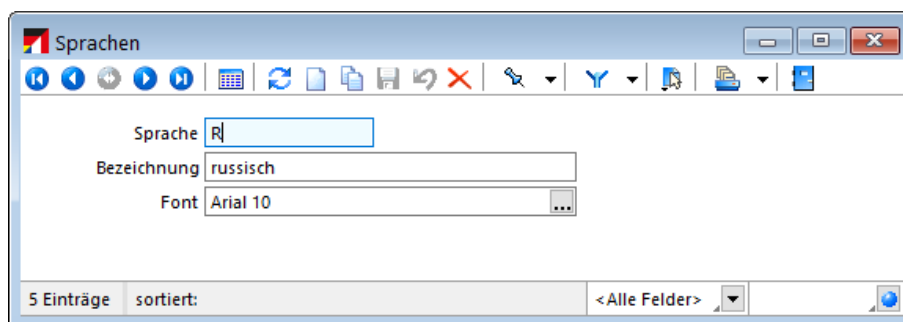 Sprachen
Sprache R
Bezeichnung russisch
Font Arial 10 ...
5 Einträge sortiert: <Alle Felder>